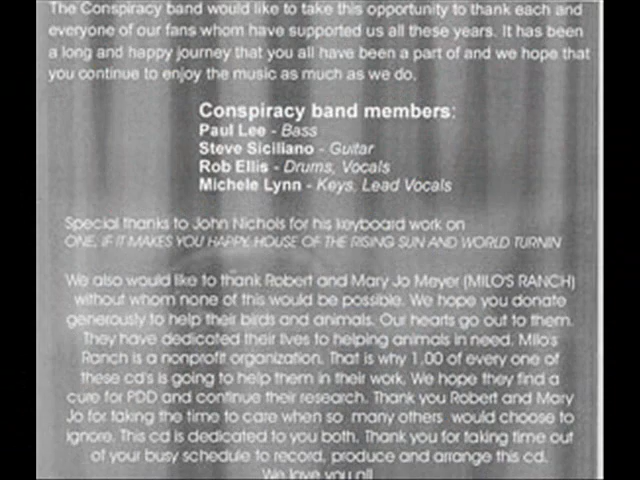 The Conspiracy band would like to take this opportunity to thank each and
everyone of our fans whom have supported us all these years. It has been
a long and happy journey that you all have been a part of and we hope that
you continue to enjoy the music as much as we do.
Conspiracy band members:
Paul Lee - Bass
Steve Siciliano - Guitar
Rob Ellis - Drums, Vocals
Michele Lynn - Keys, Lead Vocals
Special thanks to John Nichols for his keyboard work on
ONE, IF IT MAKES YOU HAPPY, HOUSE OF THE RISING SUN AND WORLD TURNIN
We also would like to thank Robert and Mary Jo Meyer (MILO'S RANCH)
without whom none of this would be possible. We hope you donate
generously to help their birds and animals. Our hearts go out to them.
They have dedicated their lives to helping animals in need. Milo's
Ranch is a nonprofit organization. That is why 1.00 of every one of
these cd's is going to help them in their work. We hope they find a
cure for PDD and continue their research. Thank you Robert and Mary
Jo for taking the time to care when so many others would choose to
ignore. This cd is dedicated to you both. Thank you for taking time out
of your busy schedule to record, produce and arrange this cd.
We love you all